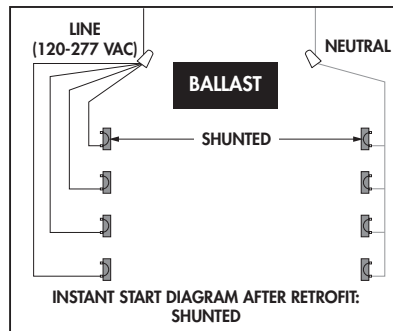 LINE
(120-277 VAC)
NEUTRAL
BALLAST
SHUNTED
INSTANT START DIAGRAM AFTER RETROFIT:
SHUNTED